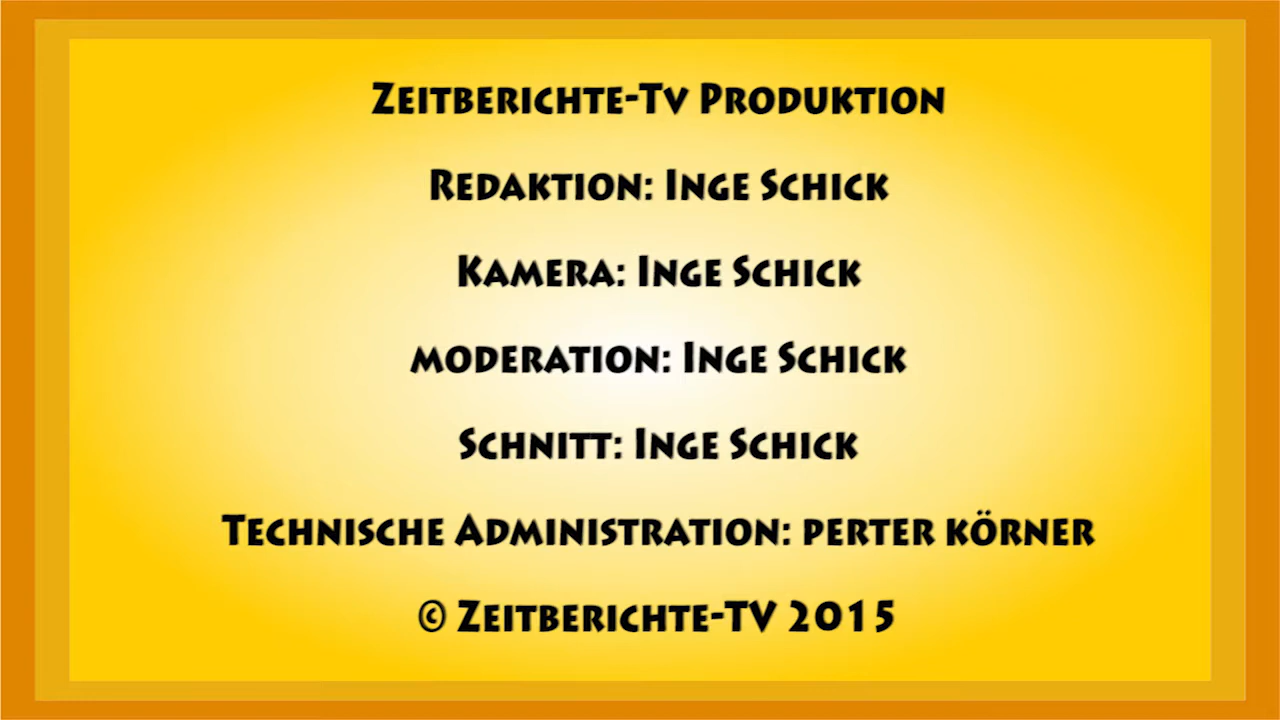 Zeitberichte-Tv Produktion
Redaktion: Inge Schick
Kamera: Inge Schick
moderation: Inge Schick
Schnitt: Inge Schick
Technische Administration: perter körner
© Zeitberichte-TV 2015